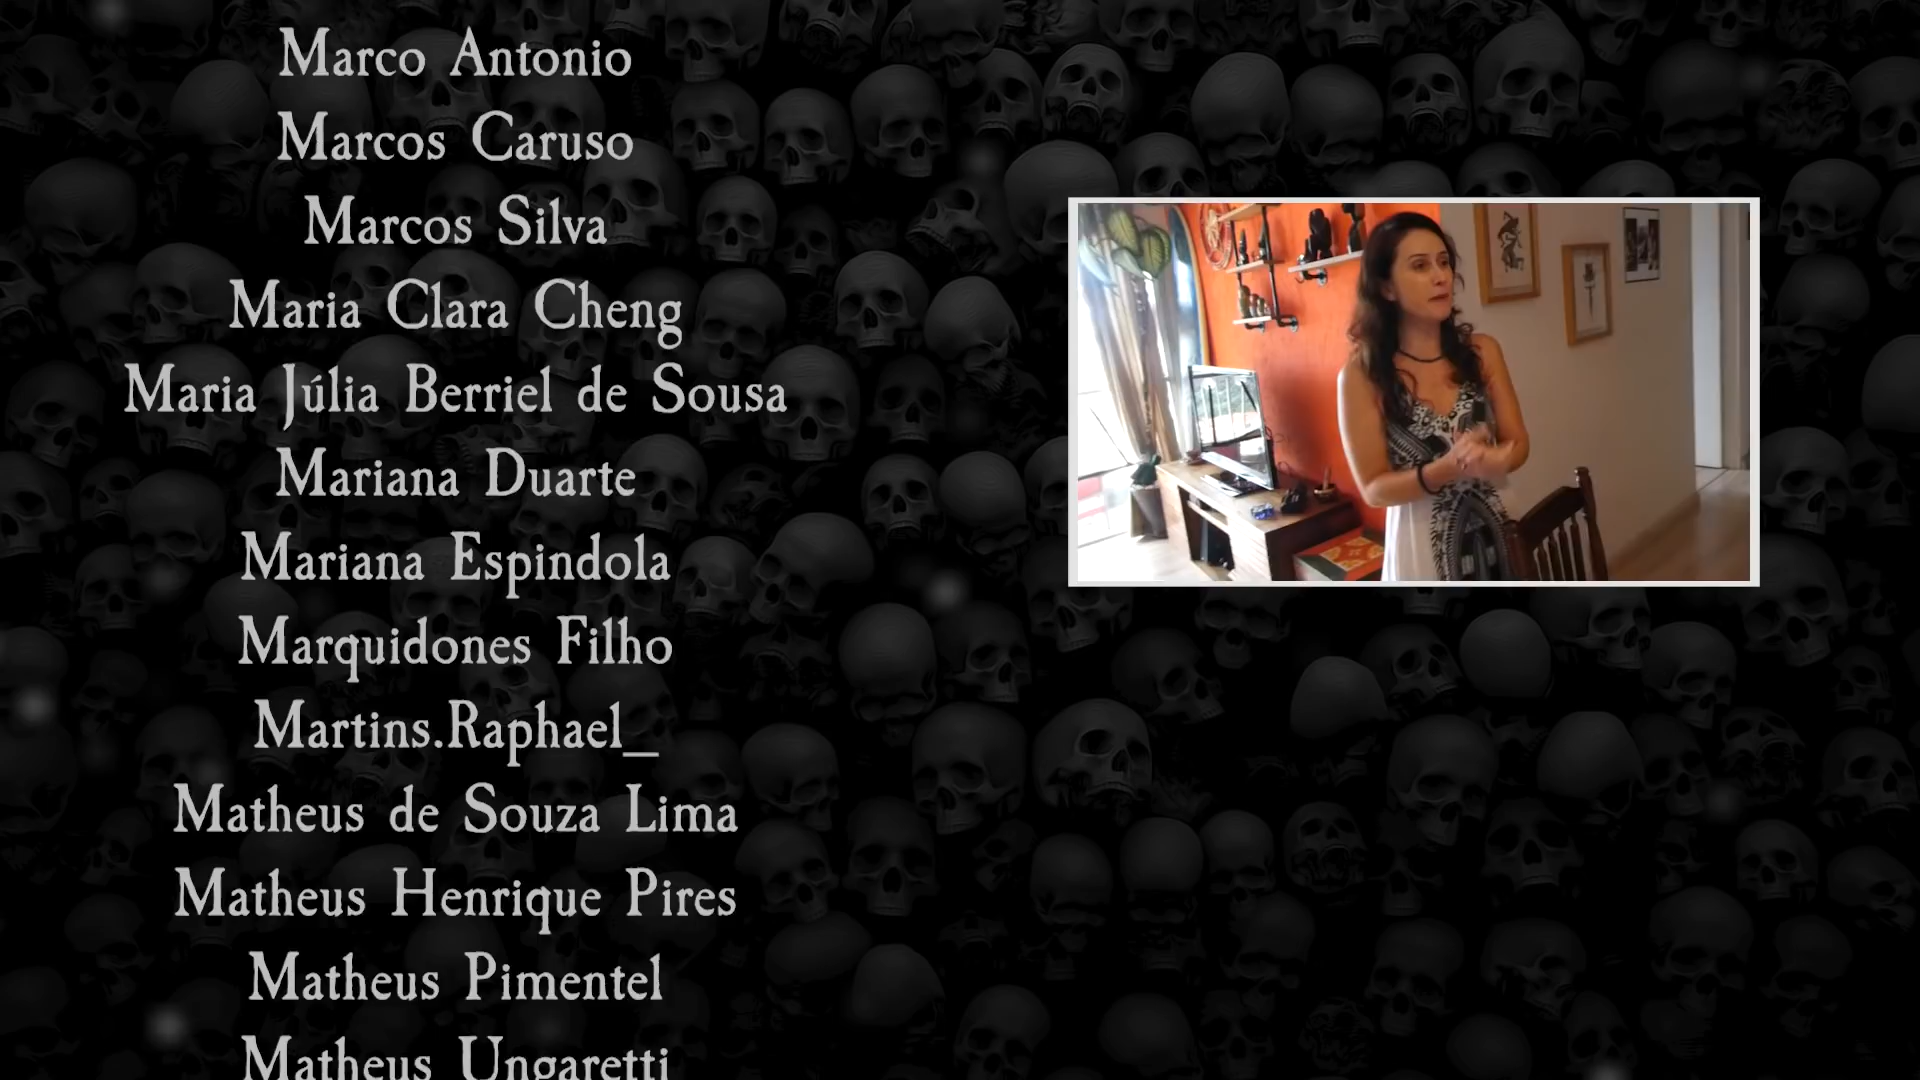 Marco Antonio
Marcos Caruso
Marcos Silva
Maria Clara Cheng
Maria Júlia Berriel de Sousa
Mariana Duarte
Mariana Espindola
Marquidones Filho
Martins.Raphael_
Matheus de Souza Lima
Matheus Henrique Pires
Matheus Pimentel
Matheus Ungaretti